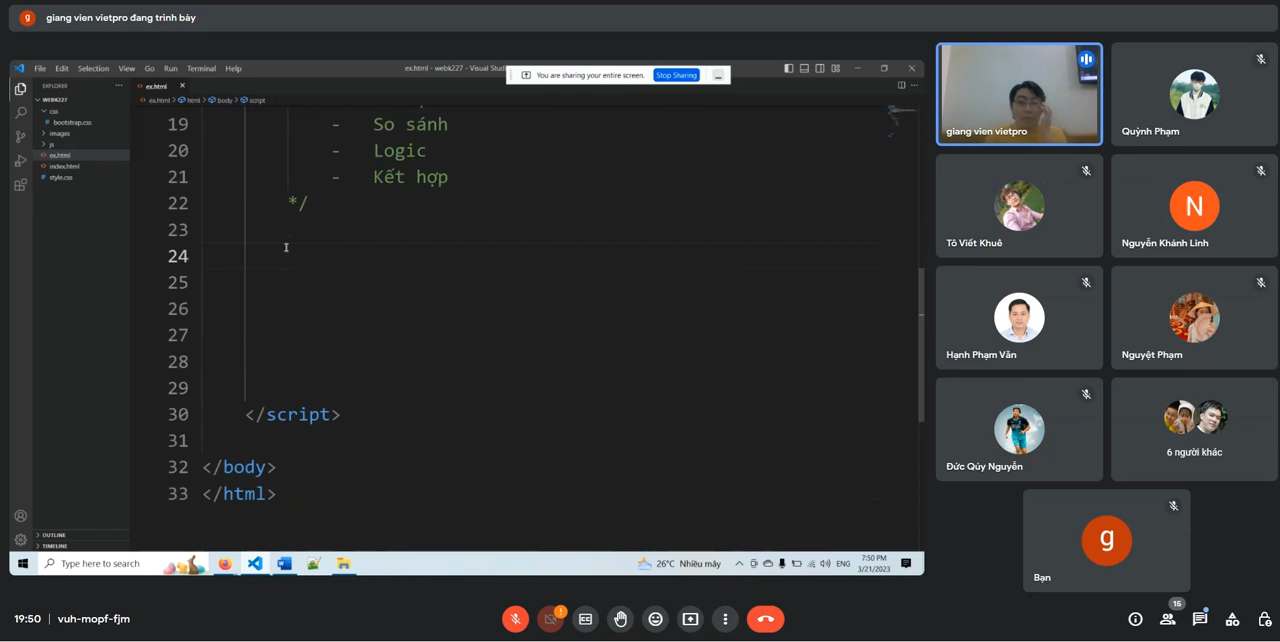 g giang vien vietpro đang trình bày
File Edit Selection View Go Run Terminal Help
ex.html - webk227 - Visual Stud
You are sharing your entire screen. Stop Sharing
EXPLORER
WEBK227
css
bootstrap.css
images
js
ex.html
index.html
style.css
OUTLINE
TIMELINE
ex.html
ex.html > html > body > script
19 - So sánh
20 - Logic
21 - Kết hợp
22 */
23
24
25
26
27
28
29
30 </script>
31
32 </body>
33 </html>
Type here to search
26°C Nhiều mây
ENG
7:50 PM
3/21/2023
giang vien vietpro
Quỳnh Phạm
Tô Viết Khuê
N
Nguyễn Khánh Linh
Hạnh Phạm Văn
Nguyệt Phạm
Đức Qúy Nguyễn
6 người khác
g
Bạn
19:50 | vuh-mopf-fjm
15